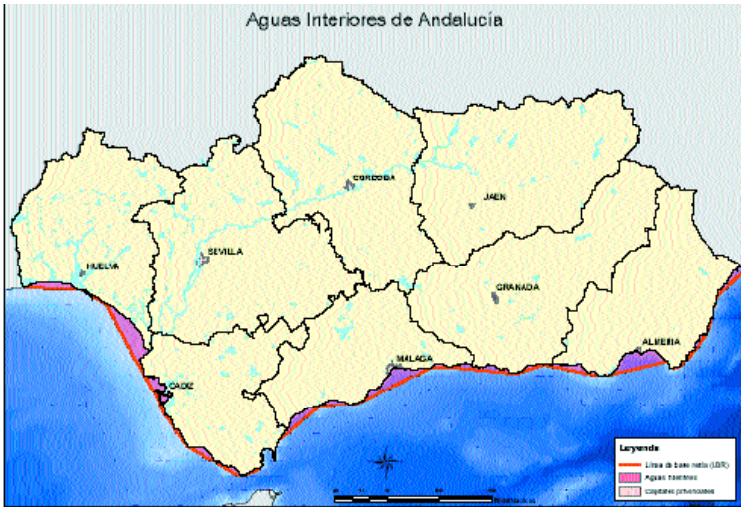 Aguas Interiores de Andalucía
CORDOBA
JAEN
SEVILLA
HUELVA
GRANADA
ALMERIA
MALAGA
CADIZ
Leyenda
Línea de base recta (LBR)
Aguas Interiores
Capitales provinciales